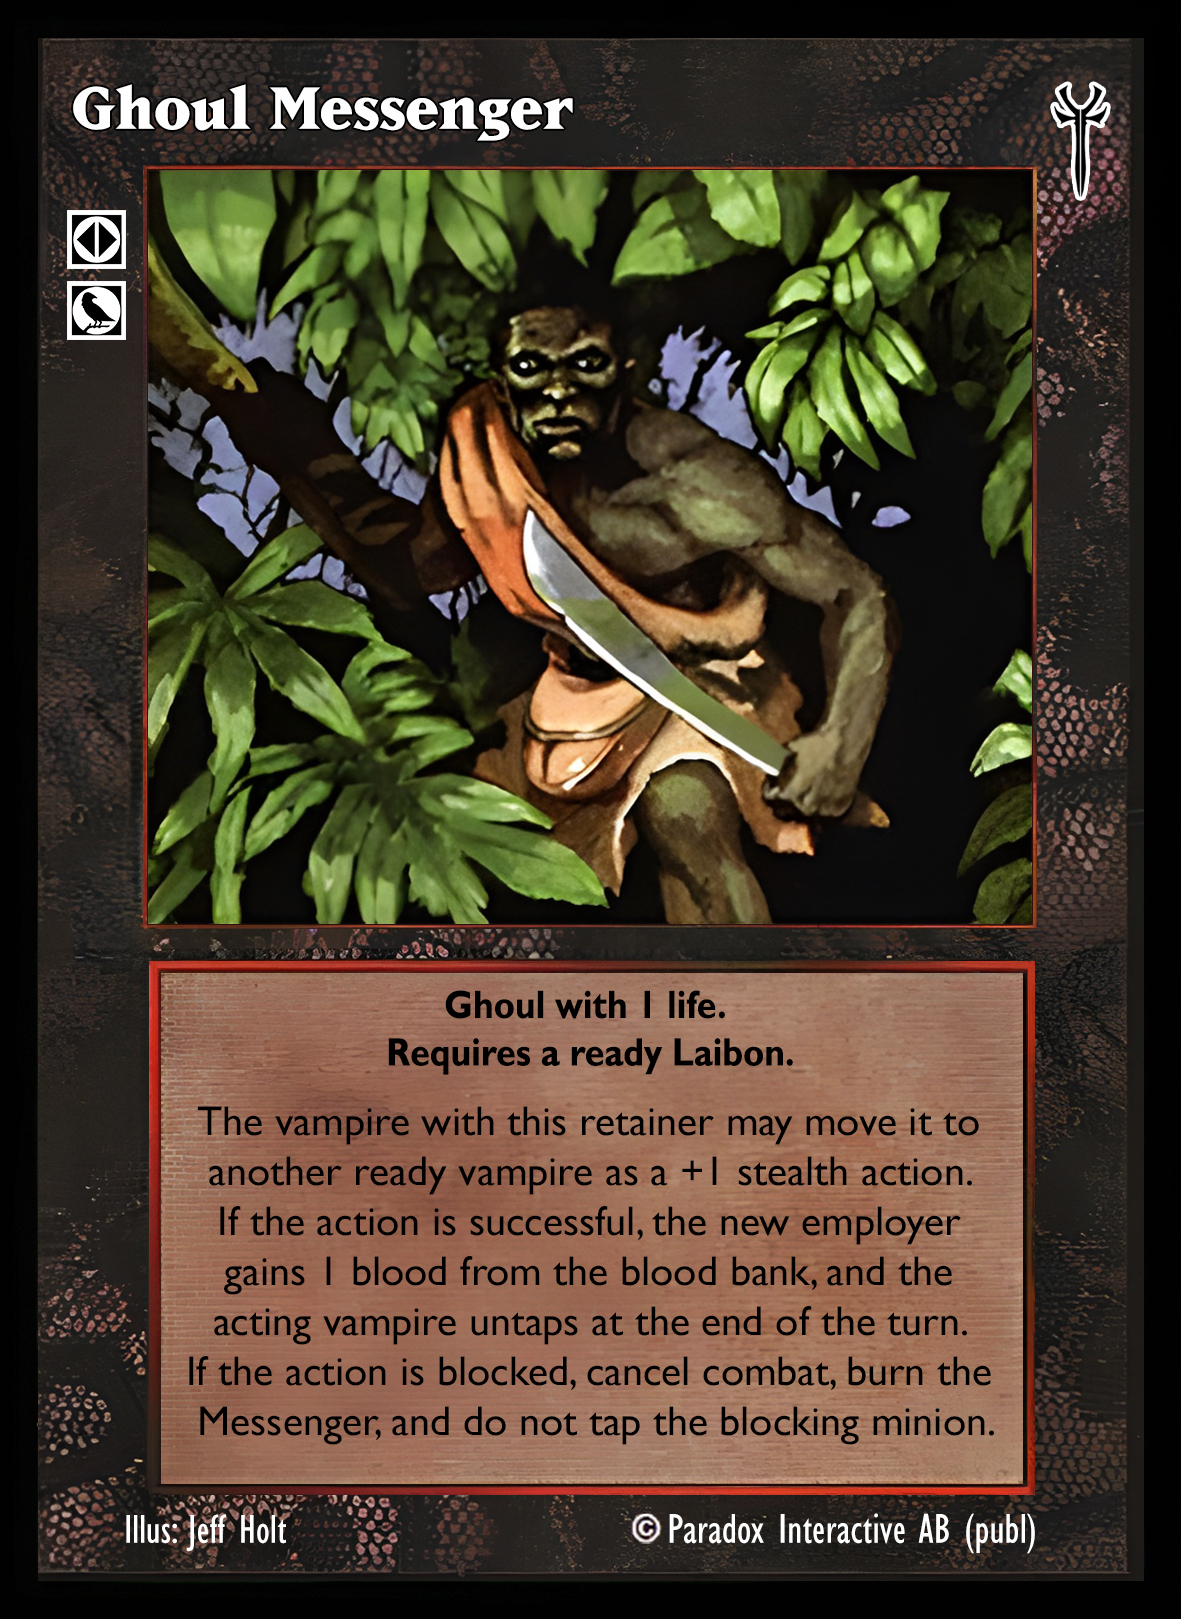 Ghoul Messenger
Ghoul with 1 life.
Requires a ready Laibon.
The vampire with this retainer may move it to
another ready vampire as a +1 stealth action.
If the action is successful, the new employer
gains 1 blood from the blood bank, and the
acting vampire untaps at the end of the turn.
If the action is blocked, cancel combat, burn the
Messenger, and do not tap the blocking minion.
Illus: Jeff Holt
© Paradox Interactive AB (publ)